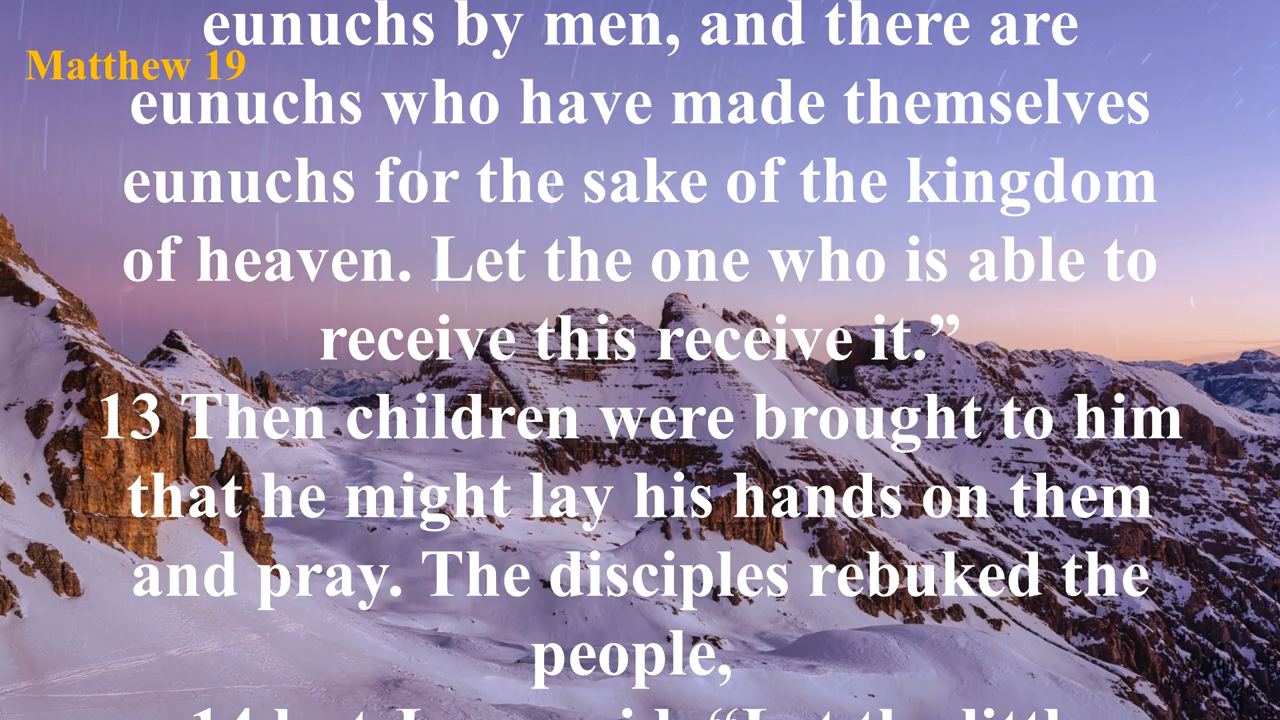 eunuchs by men, and there are
Matthew 19
eunuchs who have made themselves
eunuchs for the sake of the kingdom
of heaven. Let the one who is able to
receive this receive it.”
13 Then children were brought to him
that he might lay his hands on them
and pray. The disciples rebuked the
people,